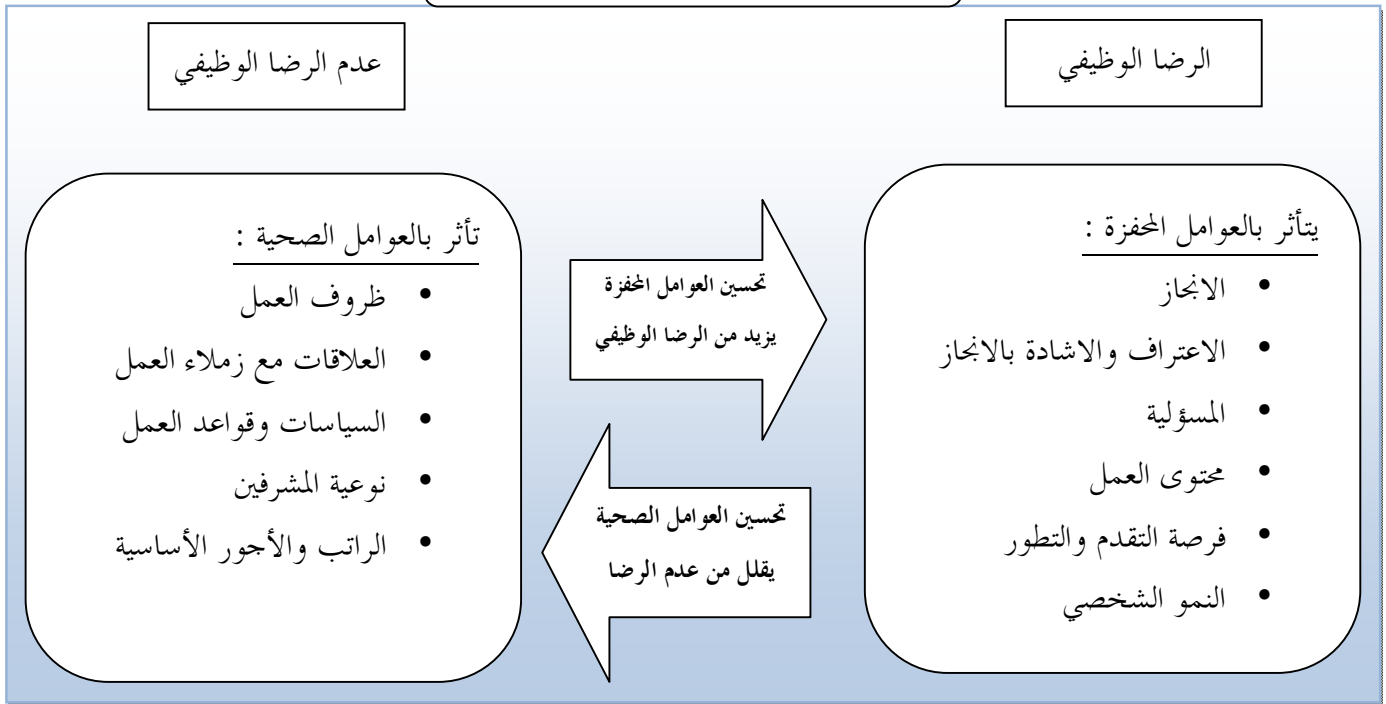 الرضا الوظيفي
عدم الرضا الوظيفي
يتأثر بالعوامل المحفزة :
• الانجاز
• الاعتراف والاشادة بالانجاز
• المسؤلية
• محتوى العمل
• فرصة التقدم والتطور
• النمو الشخصي
تحسين العوامل المحفزة
يزيد من الرضا الوظيفي
تحسين العوامل الصحية
يقلل من عدم الرضا
تأثر بالعوامل الصحية :
• ظروف العمل
• العلاقات مع زملاء العمل
• السياسات وقواعد العمل
• نوعية المشرفين
• الراتب والأجور الأساسية